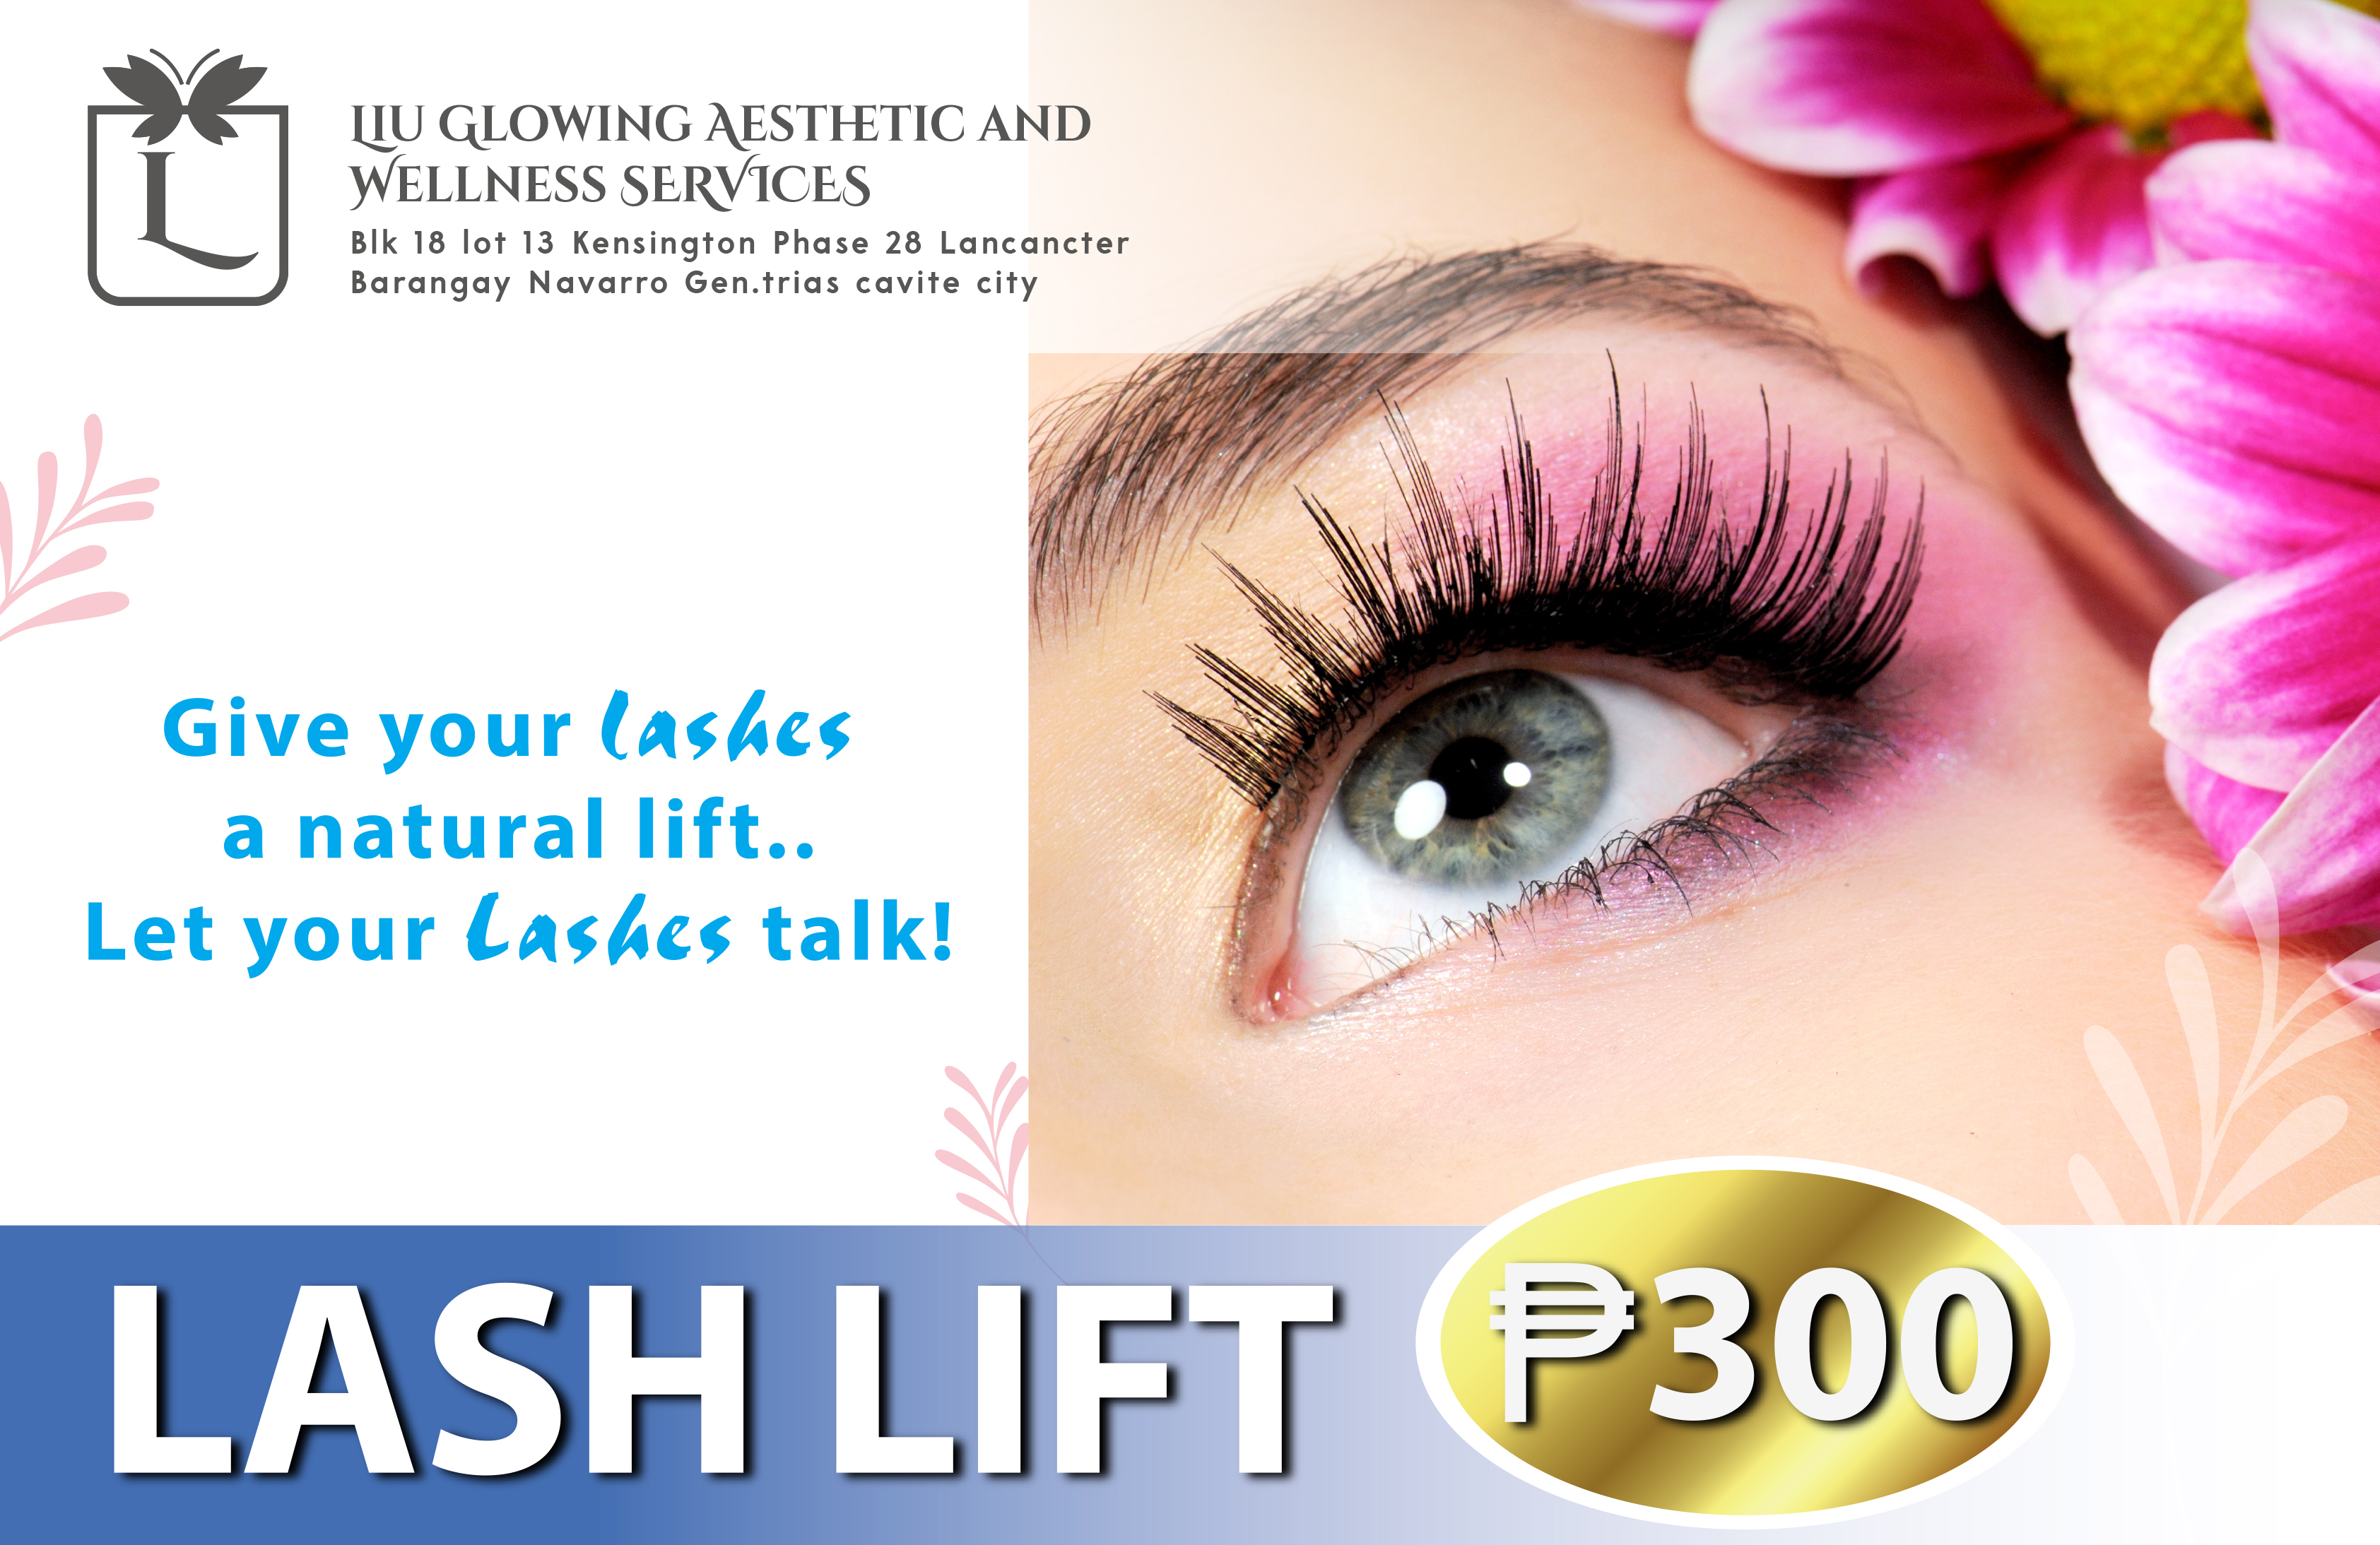 L
LIU GLOWING AESTHETIC AND
WELLNESS SERVICES
Blk 18 lot 13 Kensington Phase 28 Lancancter
Barangay Navarro Gen.trias cavite city
Give your lashes
a natural lift..
Let your Lashes talk!
LASH LIFT ₱300